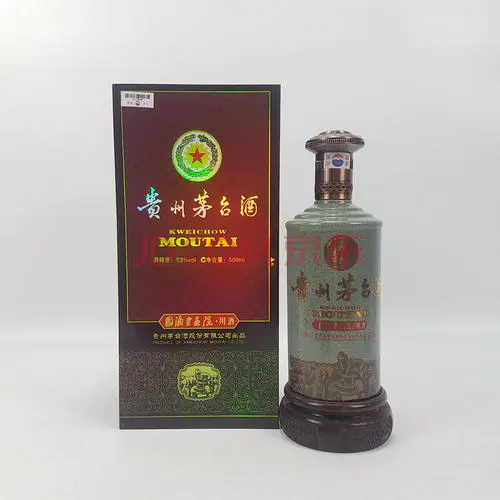 贵州茅台酒
KWEICHOW
MOUTAI
酒精度:53%vol 净含量:500ml
国酒书画院·用酒
贵州茅台酒股份有限公司出品
PRODUCE OF KWEICHOW MOUTAI CO.,LTD.
贵州茅台酒
KWEICHOW
MOUTAI